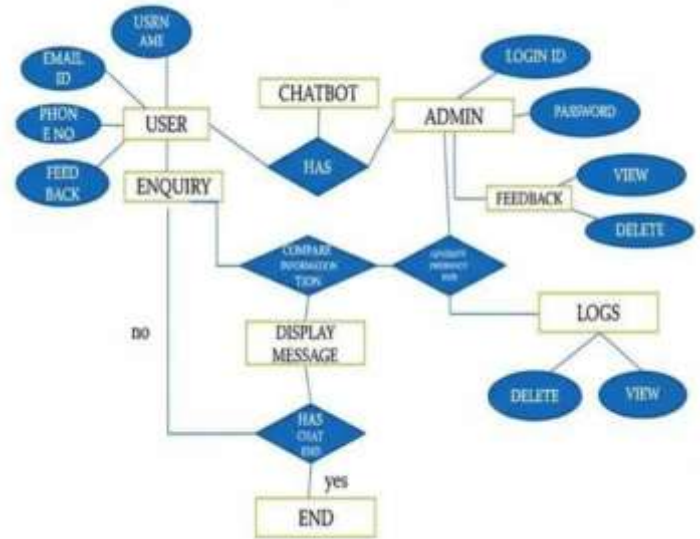 USRN
AME
EMAIL
ID
LOGIN ID
CHATBOT
ADMIN
PASSWORD
PHON
E NO
USER
HAS
VIEW
FEED
BACK
ENQUIRY
FEEDBACK
DELETE
COMPARE
INFORMATION
TION
LOGS
no
DISPLAY
MESSAGE
DELETE
VIEW
HAS
CHAT
END
yes
END